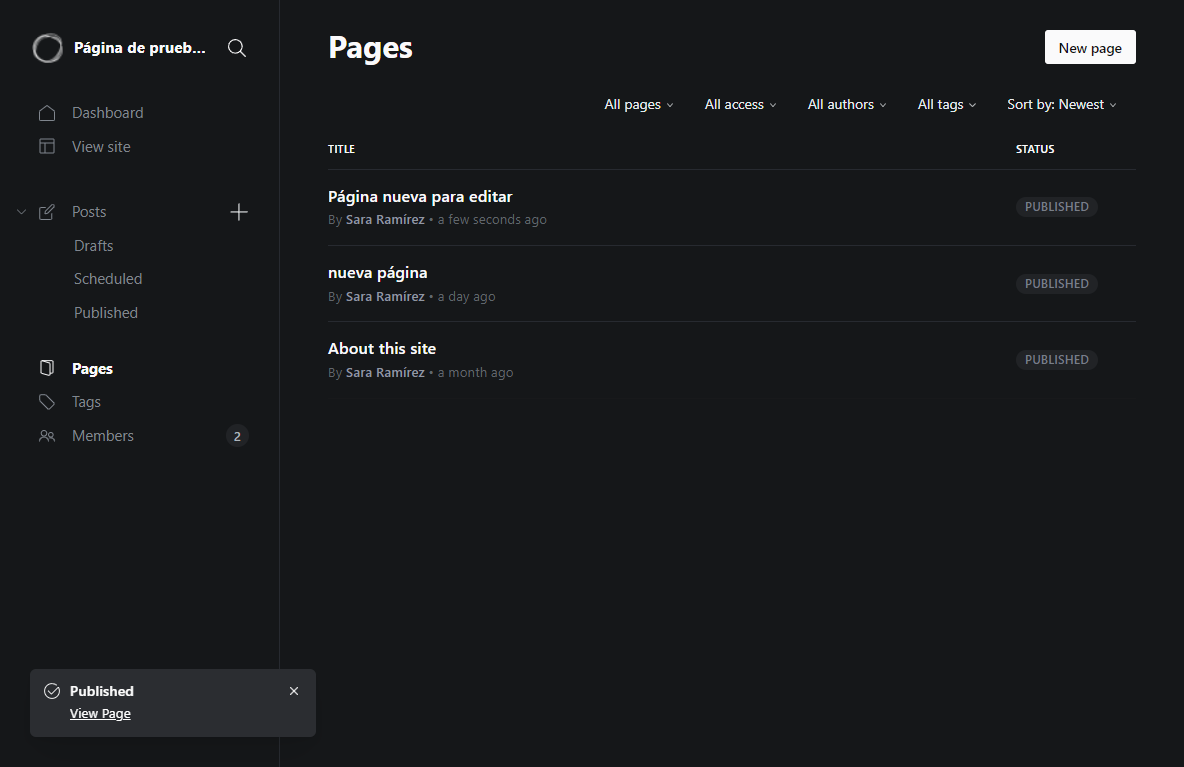 Página de prueb...
Dashboard
View site
Posts
Drafts
Scheduled
Published
Pages
Tags
Members 2
Pages
New page
All pages All access All authors All tags Sort by: Newest
TITLE STATUS
Página nueva para editar
By Sara Ramírez • a few seconds ago
PUBLISHED
nueva página
By Sara Ramírez • a day ago
PUBLISHED
About this site
By Sara Ramírez • a month ago
PUBLISHED
Published
View Page